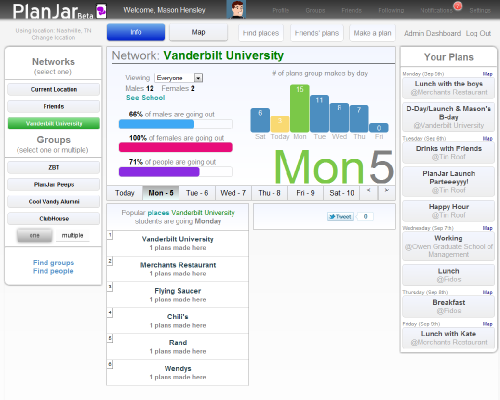 PlanJar Beta
Welcome, Mason Hensley
Profile Groups Friends Following Notifications Settings
Using location: Nashville, TN
Change location
Info Map Find places Friends' plans Make a plan Admin Dashboard Log Out
Networks
(select one)
Current Location
Friends
Vanderbilt University
Groups
(select one or multiple)
ZBT
PlanJar Peeps
Cool Vandy Alumni
ClubHouse
one multiple
Find groups
Find people
Network: Vanderbilt University
Viewing Everyone
Males 12 Females 2
See School
66% of males are going out
100% of females are going out
71% of people are going out
# of plans group makes by day
6 15 11 7 6 0
Sat Today Mon Tue Wed Thu Fri
Mon5
Today Mon - 5 Tue - 6 Wed - 7 Thu - 8 Fri - 9 Sat - 10 < >
Popular places Vanderbilt University
students are going Monday
1
Vanderbilt University
1 plans made here
2
Merchants Restaurant
1 plans made here
3
Flying Saucer
1 plans made here
4
Chili's
1 plans made here
5
Rand
1 plans made here
6
Wendys
1 plans made here
Tweet 0
Your Plans
Monday (Sep 5th) Map
Lunch with the boys
@Merchants Restaurant
D-Day/Launch & Mason's
B-day
@Vanderbilt University
Tuesday (Sep 6th) Map
Drinks with Friends
@Tin Roof
PlanJar Launch
Parteeeyy!
@Tin Roof
Happy Hour
@Tin Roof
Wednesday (Sep 7th) Map
Working
@Owen Graduate School of
Management
Lunch
@Fidos
Thursday (Sep 8th) Map
Breakfast
@Fidos
Friday (Sep 9th) Map
Lunch with Kate
@Merchants Restaurant